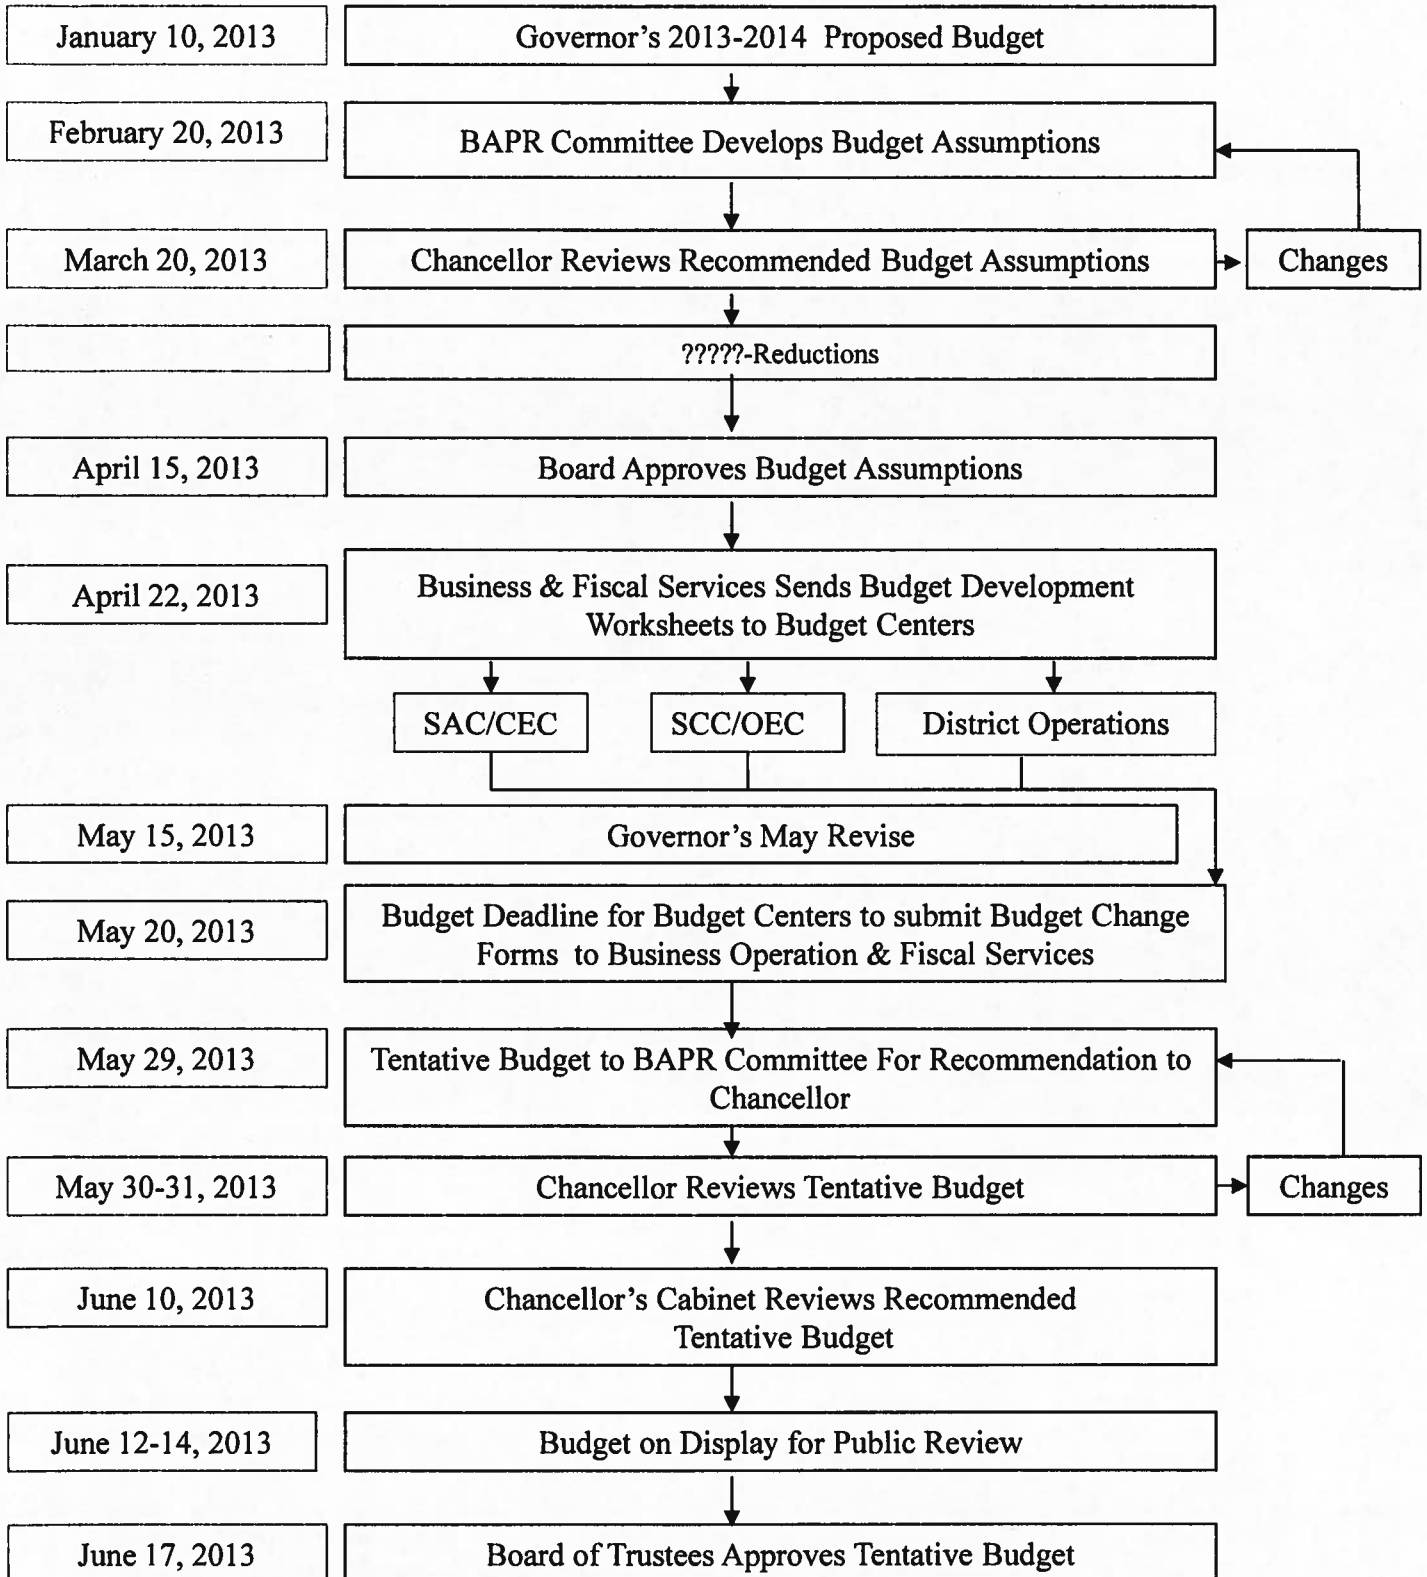 January 10, 2013
Governor's 2013-2014 Proposed Budget
February 20, 2013
BAPR Committee Develops Budget Assumptions
March 20, 2013
Chancellor Reviews Recommended Budget Assumptions
Changes
?????-Reductions
April 15, 2013
Board Approves Budget Assumptions
April 22, 2013
Business & Fiscal Services Sends Budget Development
Worksheets to Budget Centers
SAC/CEC
SCC/OEC
District Operations
May 15, 2013
Governor's May Revise
May 20, 2013
Budget Deadline for Budget Centers to submit Budget Change
Forms to Business Operation & Fiscal Services
May 29, 2013
Tentative Budget to BAPR Committee For Recommendation to
Chancellor
May 30-31, 2013
Chancellor Reviews Tentative Budget
Changes
June 10, 2013
Chancellor's Cabinet Reviews Recommended
Tentative Budget
June 12-14, 2013
Budget on Display for Public Review
June 17, 2013
Board of Trustees Approves Tentative Budget